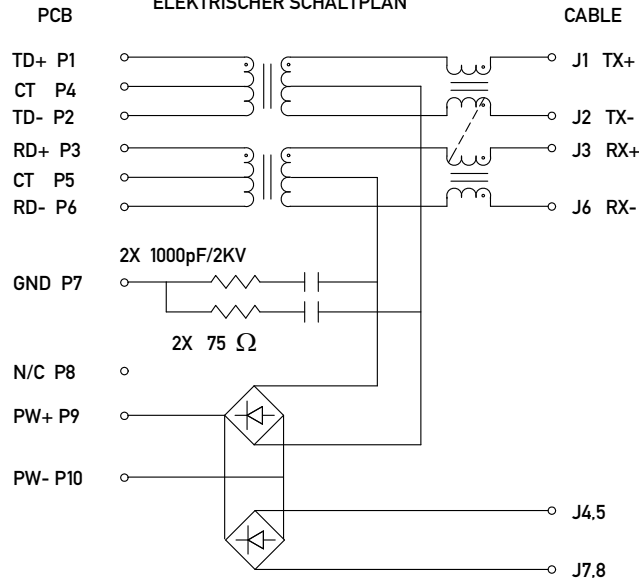 ELEKTRISCHER SCHALTPLAN
PCB CABLE
TD+ P1 J1 TX+
CT P4
TD- P2 J2 TX-
RD+ P3 J3 RX+
CT P5
RD- P6 J6 RX-
2X 1000pF/2KV
GND P7
2X 75 Ω
N/C P8
PW+ P9
PW- P10
J4,5
J7,8